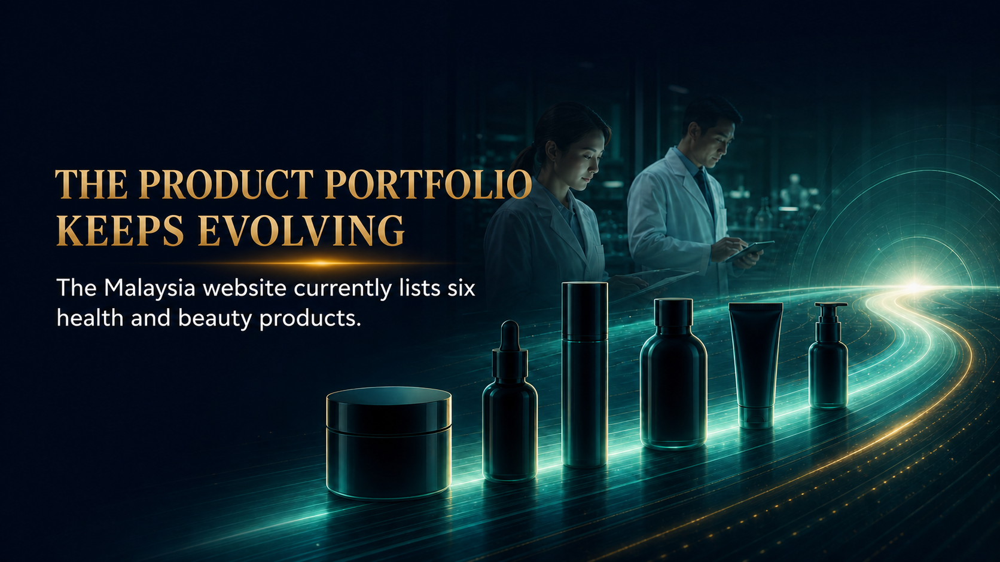 THE PRODUCT PORTFOLIO
KEEPS EVOLVING
The Malaysia website currently lists six
health and beauty products.